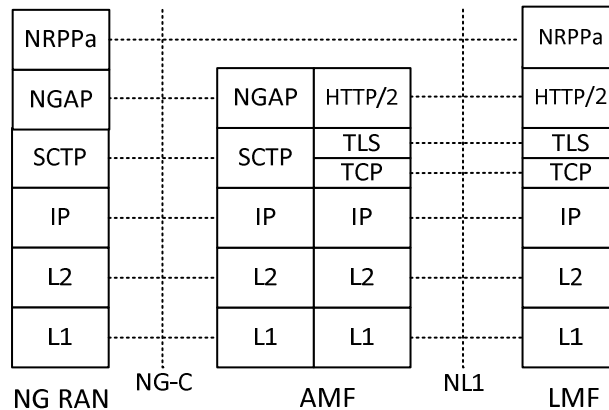 NRPPa NRPPa
NGAP NGAP HTTP/2 HTTP/2
SCTP SCTP TLS TLS
TCP TCP
IP IP IP IP
L2 L2 L2 L2
L1 L1 L1 L1
NG RAN NG-C AMF NL1 LMF